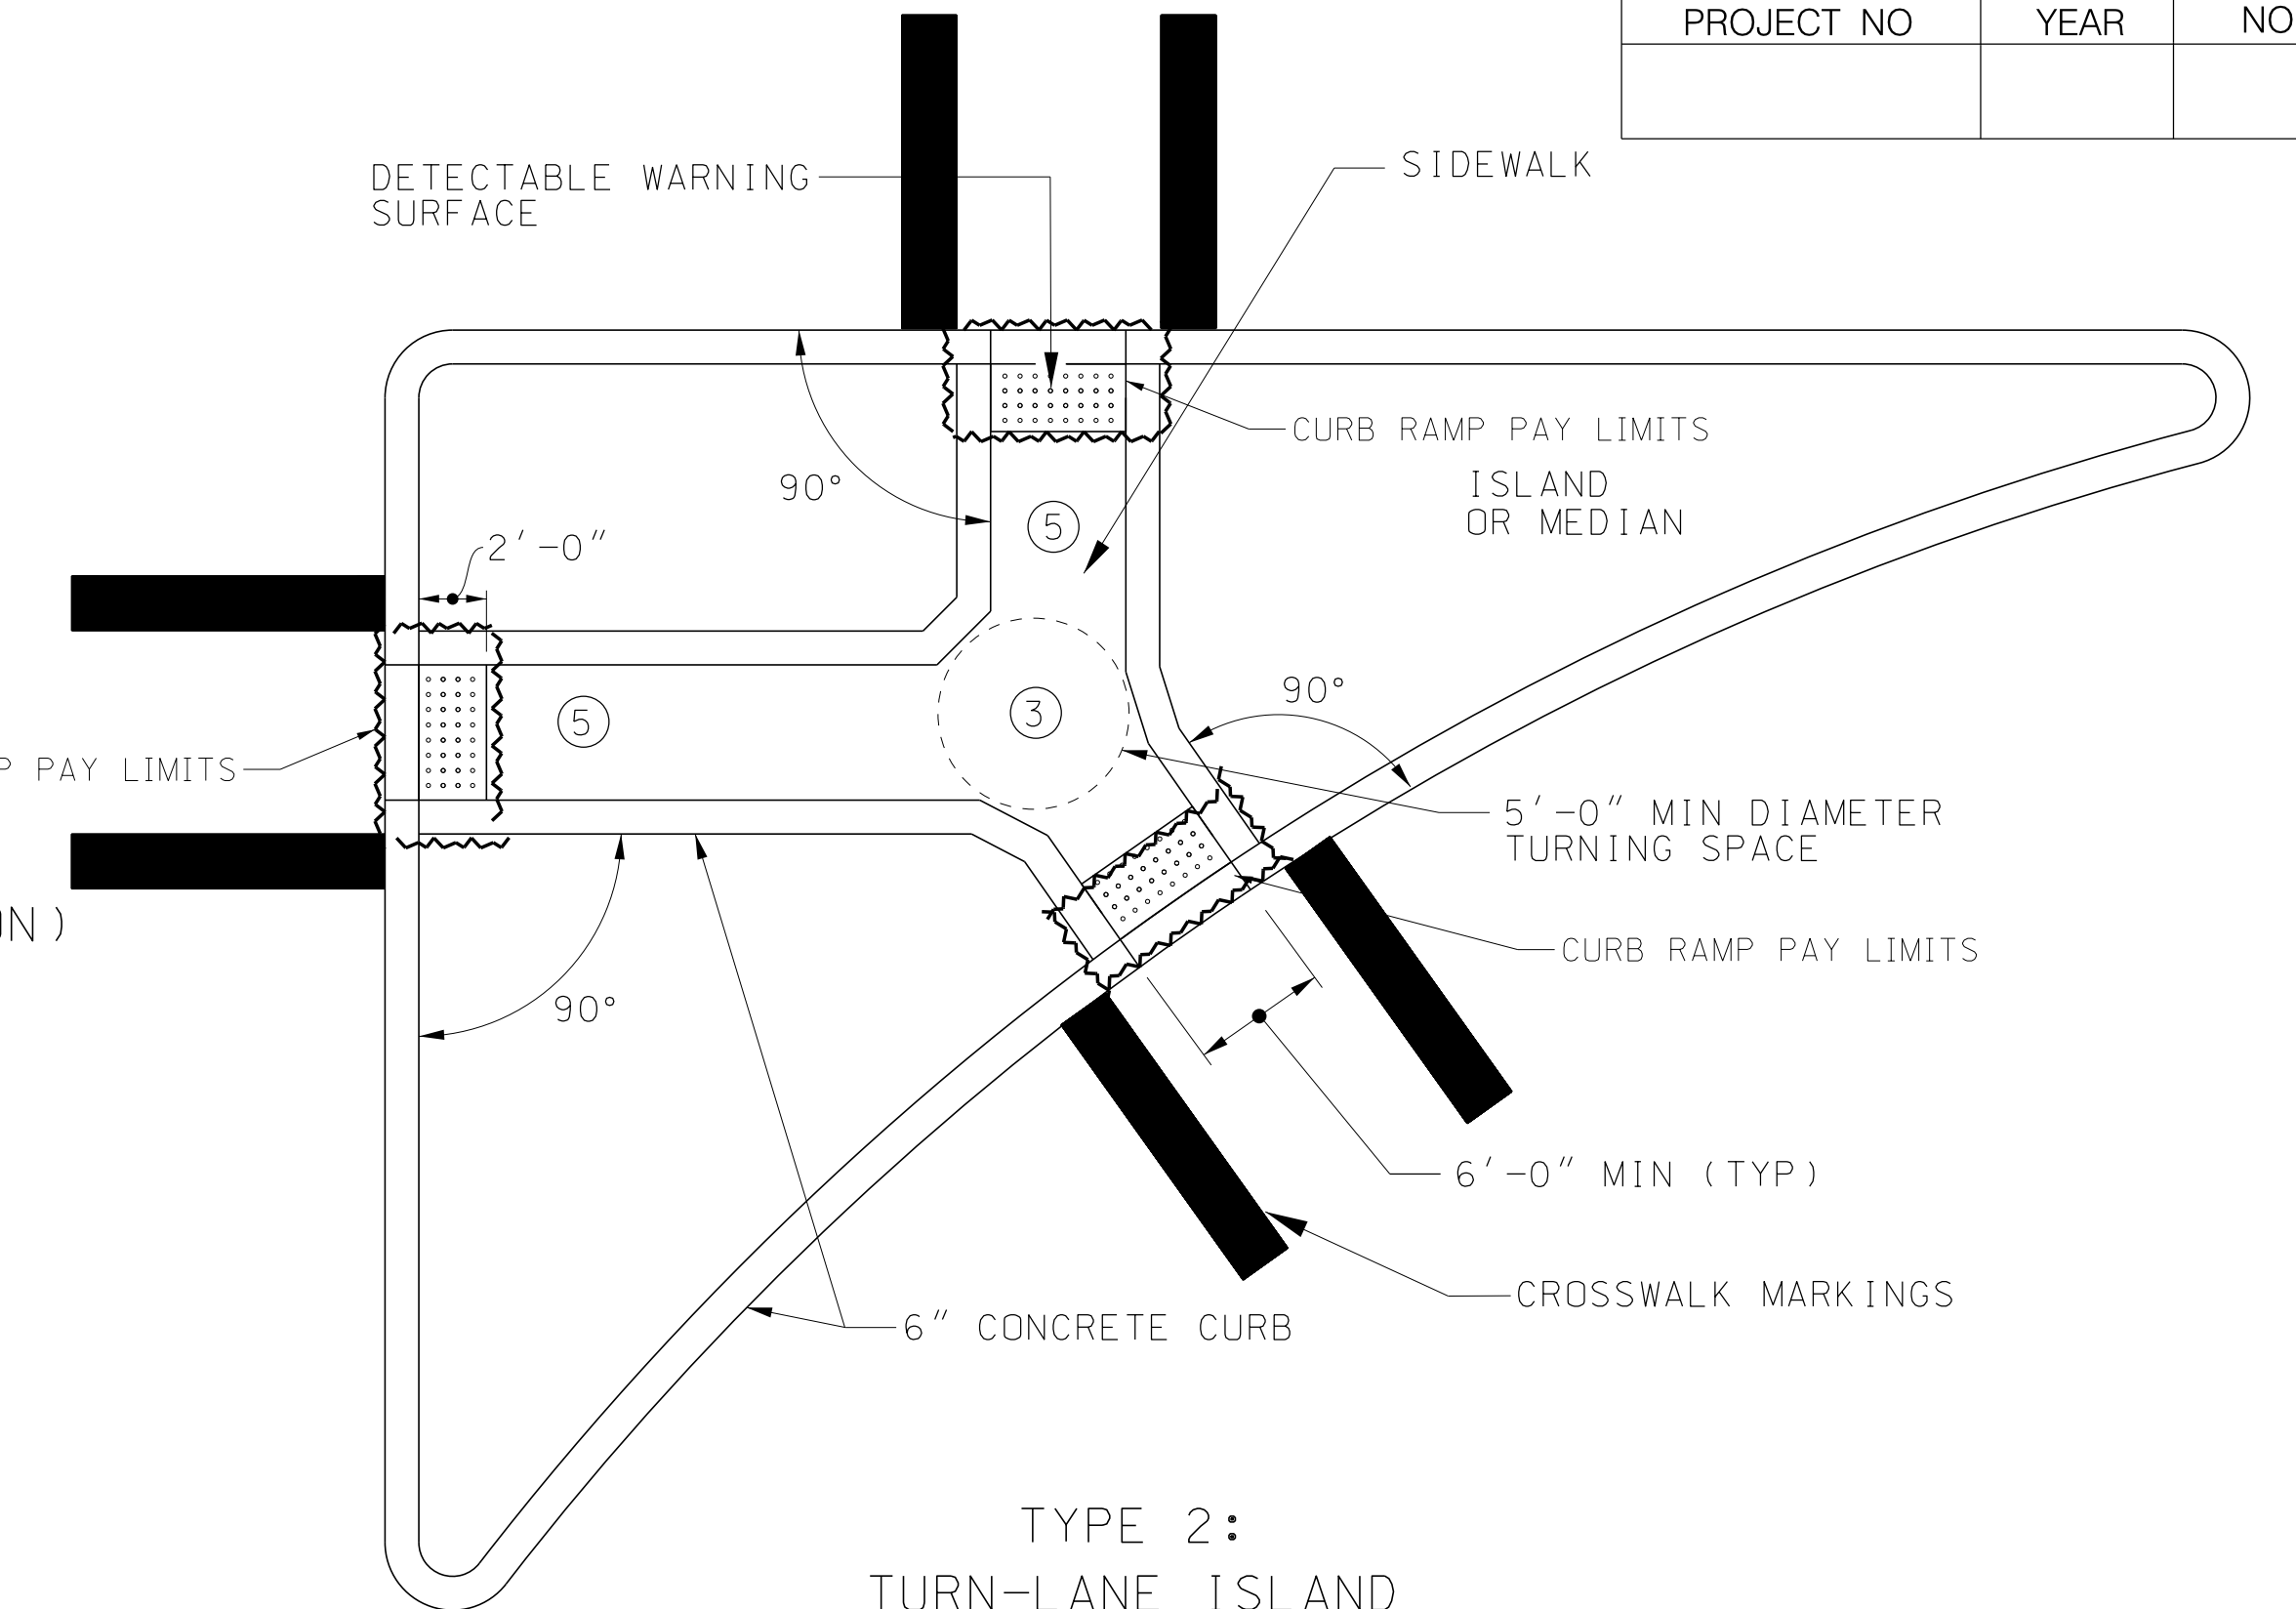 PROJECT NO YEAR NO
DETECTABLE WARNING
SURFACE
SIDEWALK
CURB RAMP PAY LIMITS
ISLAND
OR MEDIAN
90°
5
2'-0"
90°
3
5
P PAY LIMITS
5'-0" MIN DIAMETER
TURNING SPACE
ON)
CURB RAMP PAY LIMITS
90°
6'-0" MIN (TYP)
CROSSWALK MARKINGS
6" CONCRETE CURB
TYPE 2:
TURN-LANE ISLAND